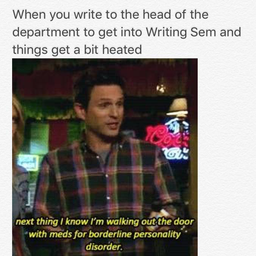 When you write to the head of the
department to get into Writing Sem and
things get a bit heated
next thing I know I'm walking out the door
with meds for borderline personality
disorder.